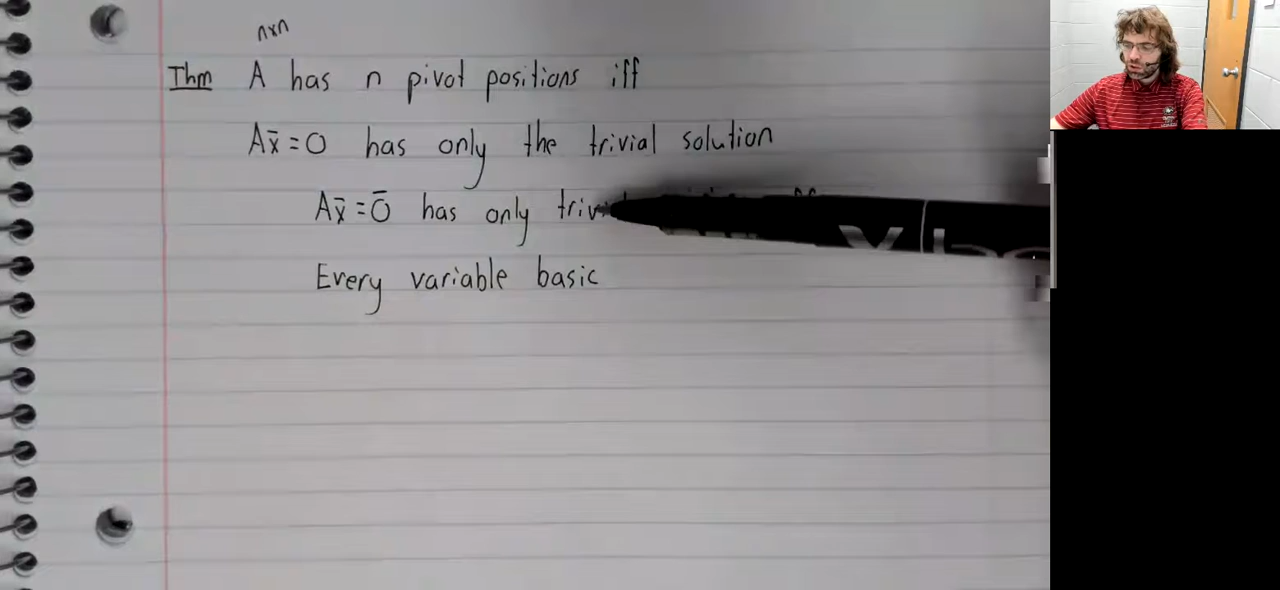 nxn
Thm A has n pivot positions iff
Ax̄ = 0 has only the trivial solution
Ax̄ = 0̄ has only
Every variable basic